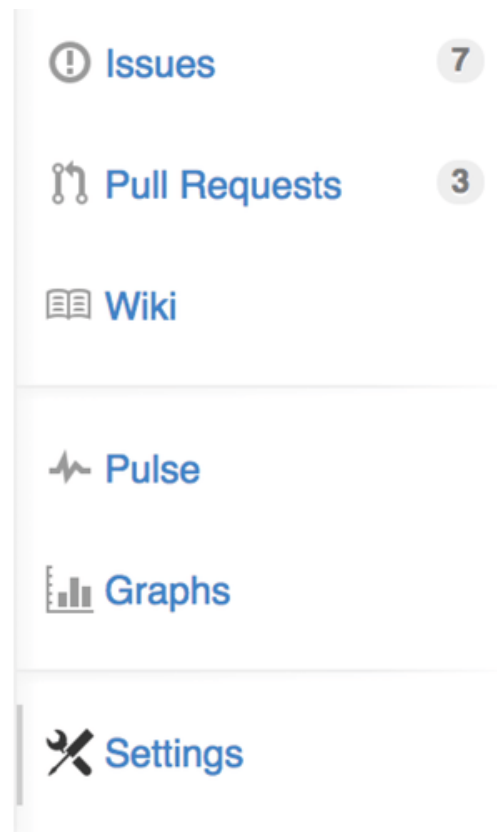 Issues 7
Pull Requests 3
Wiki
Pulse
Graphs
Settings